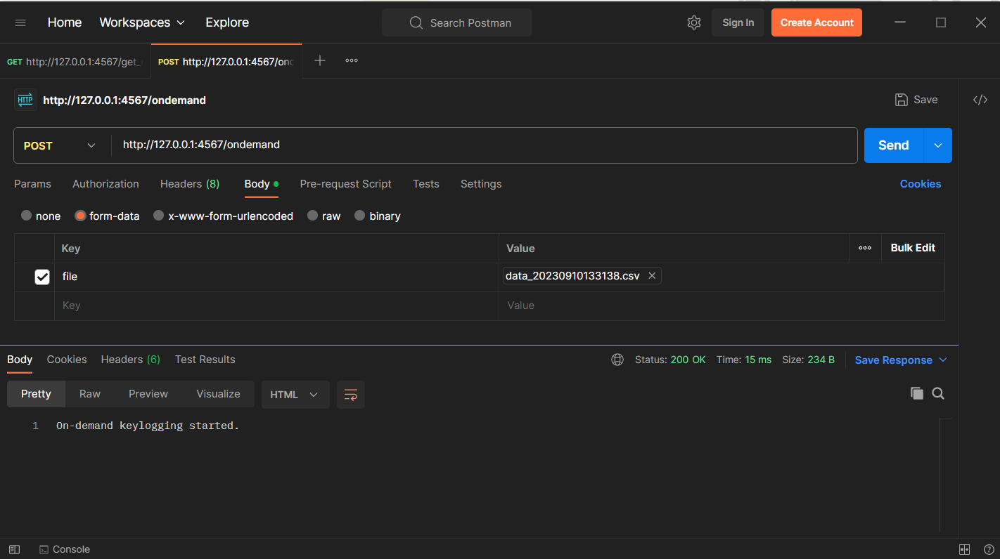 Home Workspaces Explore Search Postman Sign In Create Account
GET http://127.0.0.1:4567/get_ POST http://127.0.0.1:4567/ond
HTTP http://127.0.0.1:4567/ondemand Save </>
POST http://127.0.0.1:4567/ondemand Send
Params Authorization Headers (8) Body Pre-request Script Tests Settings Cookies
none form-data x-www-form-urlencoded raw binary
Key Value Bulk Edit
file data_20230910133138.csv
Key Value
Body Cookies Headers (6) Test Results Status: 200 OK Time: 15 ms Size: 234 B Save Response
Pretty Raw Preview Visualize HTML
1 On-demand keylogging started.
Console